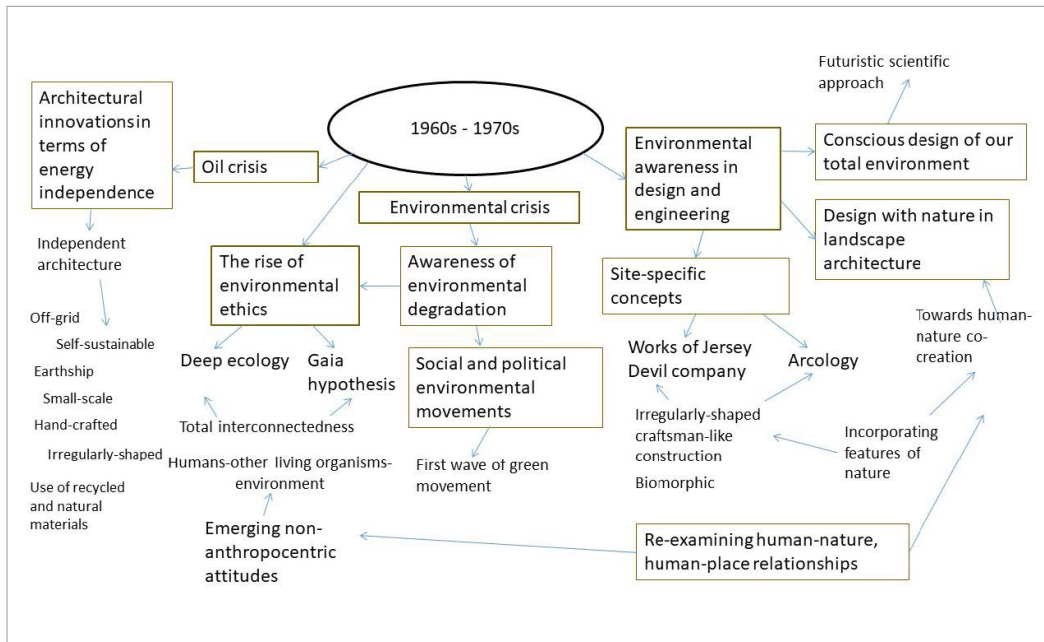 1960s - 1970s
Architectural
innovations in
terms of
energy
independence
Oil crisis
Environmental crisis
Environmental
awareness in
design and
engineering
Futuristic scientific
approach
Conscious design of our
total environment
Design with nature in
landscape
architecture
Independent
architecture
The rise of
environmental
ethics
Awareness of
environmental
degradation
Site-specific
concepts
Off-grid
Self-sustainable
Earthship
Small-scale
Hand-crafted
Irregularly-shaped
Use of recycled
and natural
materials
Deep ecology
Gaia
hypothesis
Total interconnectedness
Humans-other living organisms-
environment
Emerging non-
anthropocentric
attitudes
Social and political
environmental
movements
First wave of green
movement
Works of Jersey
Devil company
Arcology
Irregularly-shaped
craftsman-like
construction
Biomorphic
Towards human-
nature co-
creation
Incorporating
features of
nature
Re-examining human-nature,
human-place relationships